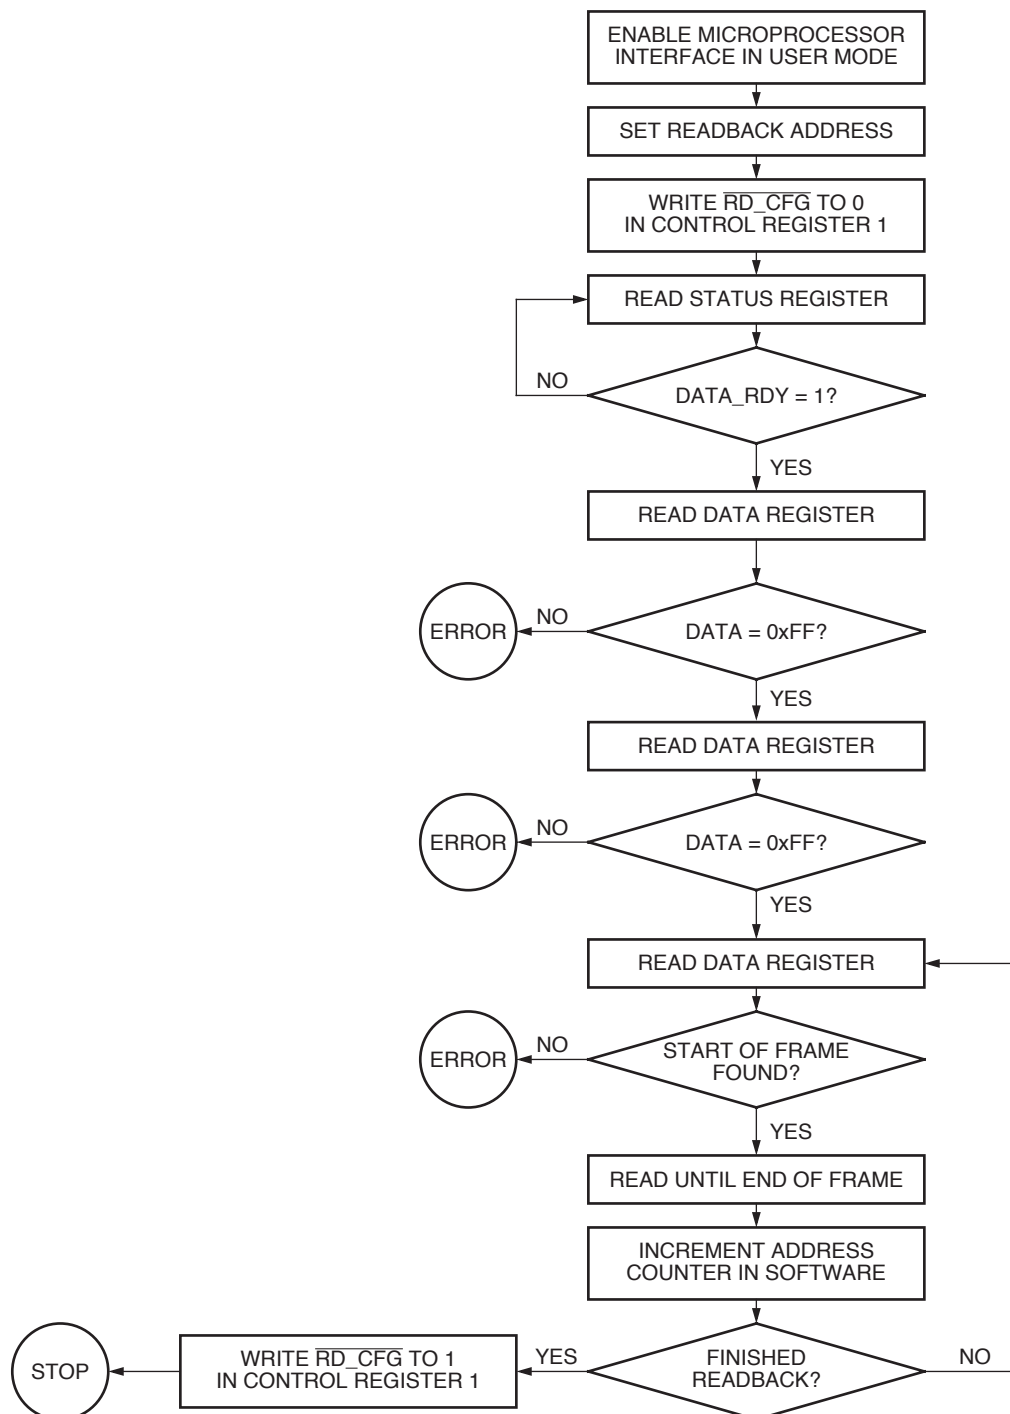 ENABLE MICROPROCESSOR
INTERFACE IN USER MODE
SET READBACK ADDRESS
WRITE RD_CFG TO 0
IN CONTROL REGISTER 1
READ STATUS REGISTER
NO
DATA_RDY = 1?
YES
READ DATA REGISTER
ERROR
NO
DATA = 0xFF?
YES
READ DATA REGISTER
ERROR
NO
DATA = 0xFF?
YES
READ DATA REGISTER
ERROR
NO
START OF FRAME
FOUND?
YES
READ UNTIL END OF FRAME
INCREMENT ADDRESS
COUNTER IN SOFTWARE
STOP
WRITE RD_CFG TO 1
IN CONTROL REGISTER 1
YES
FINISHED
READBACK?
NO